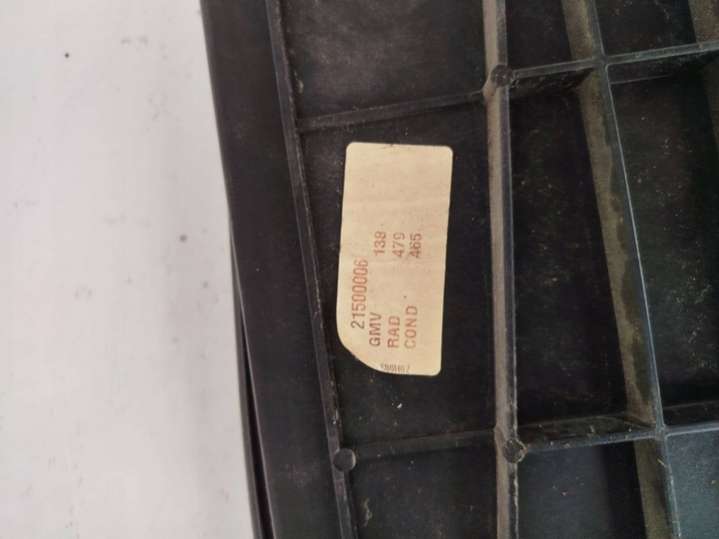 21500006
GMV 138
RAD 479
COND. 465